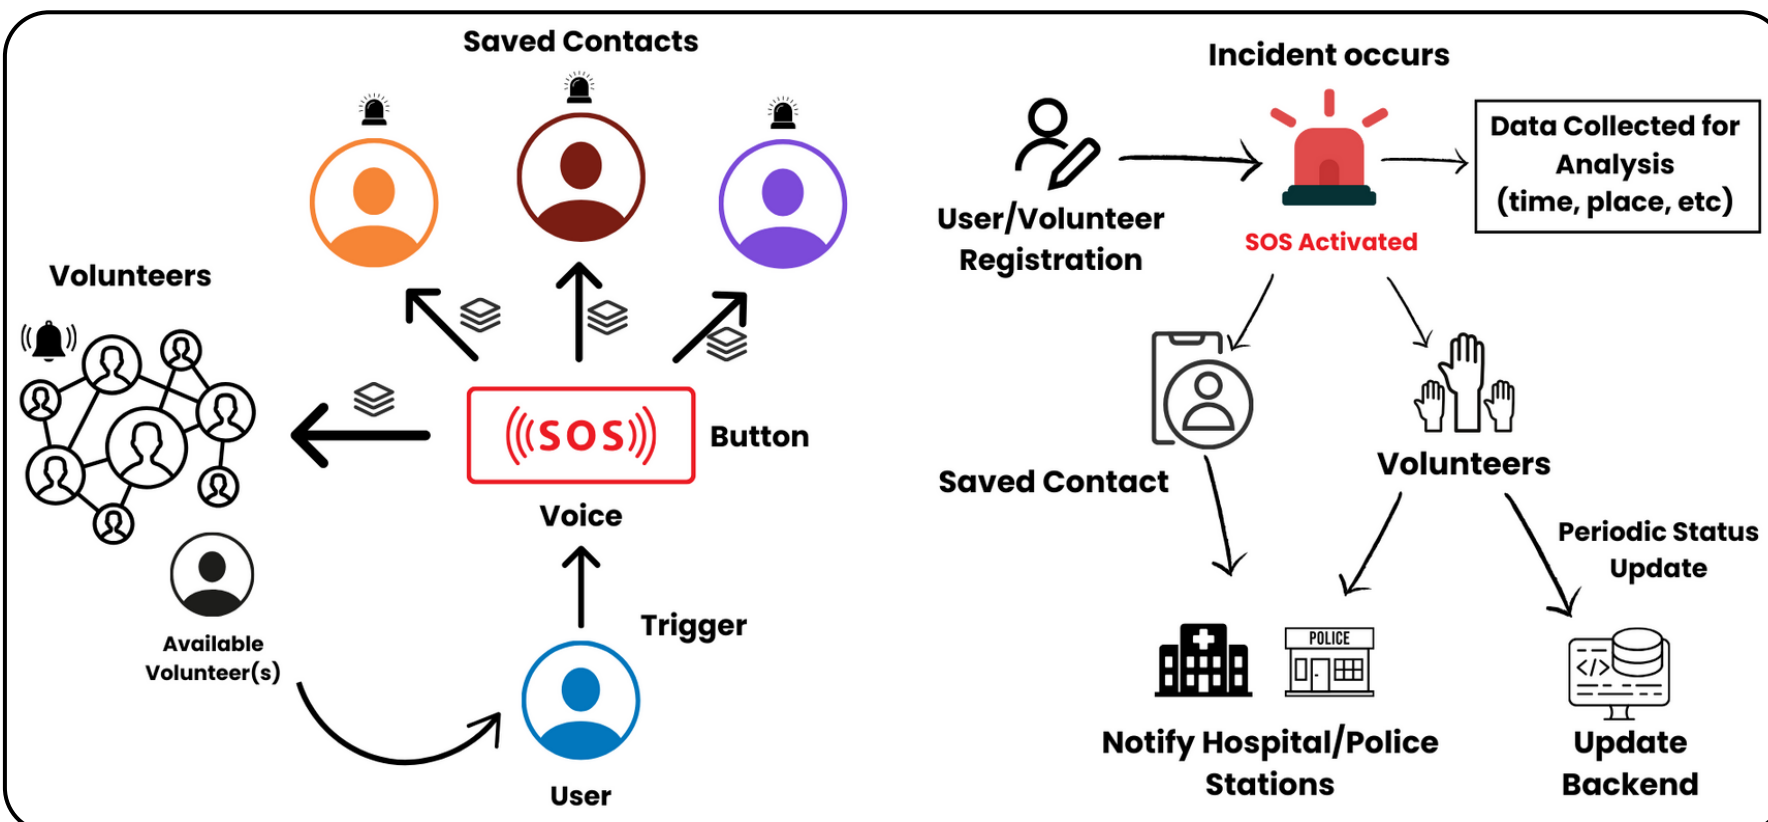 Saved Contacts
Volunteers
(((SOS)))
Button
Voice
Trigger
Available
Volunteer(s)
User
Incident occurs
User/Volunteer
Registration
SOS Activated
Data Collected for
Analysis
(time, place, etc)
Saved Contact
Volunteers
Periodic Status
Update
POLICE
</>
Notify Hospital/Police
Stations
Update
Backend